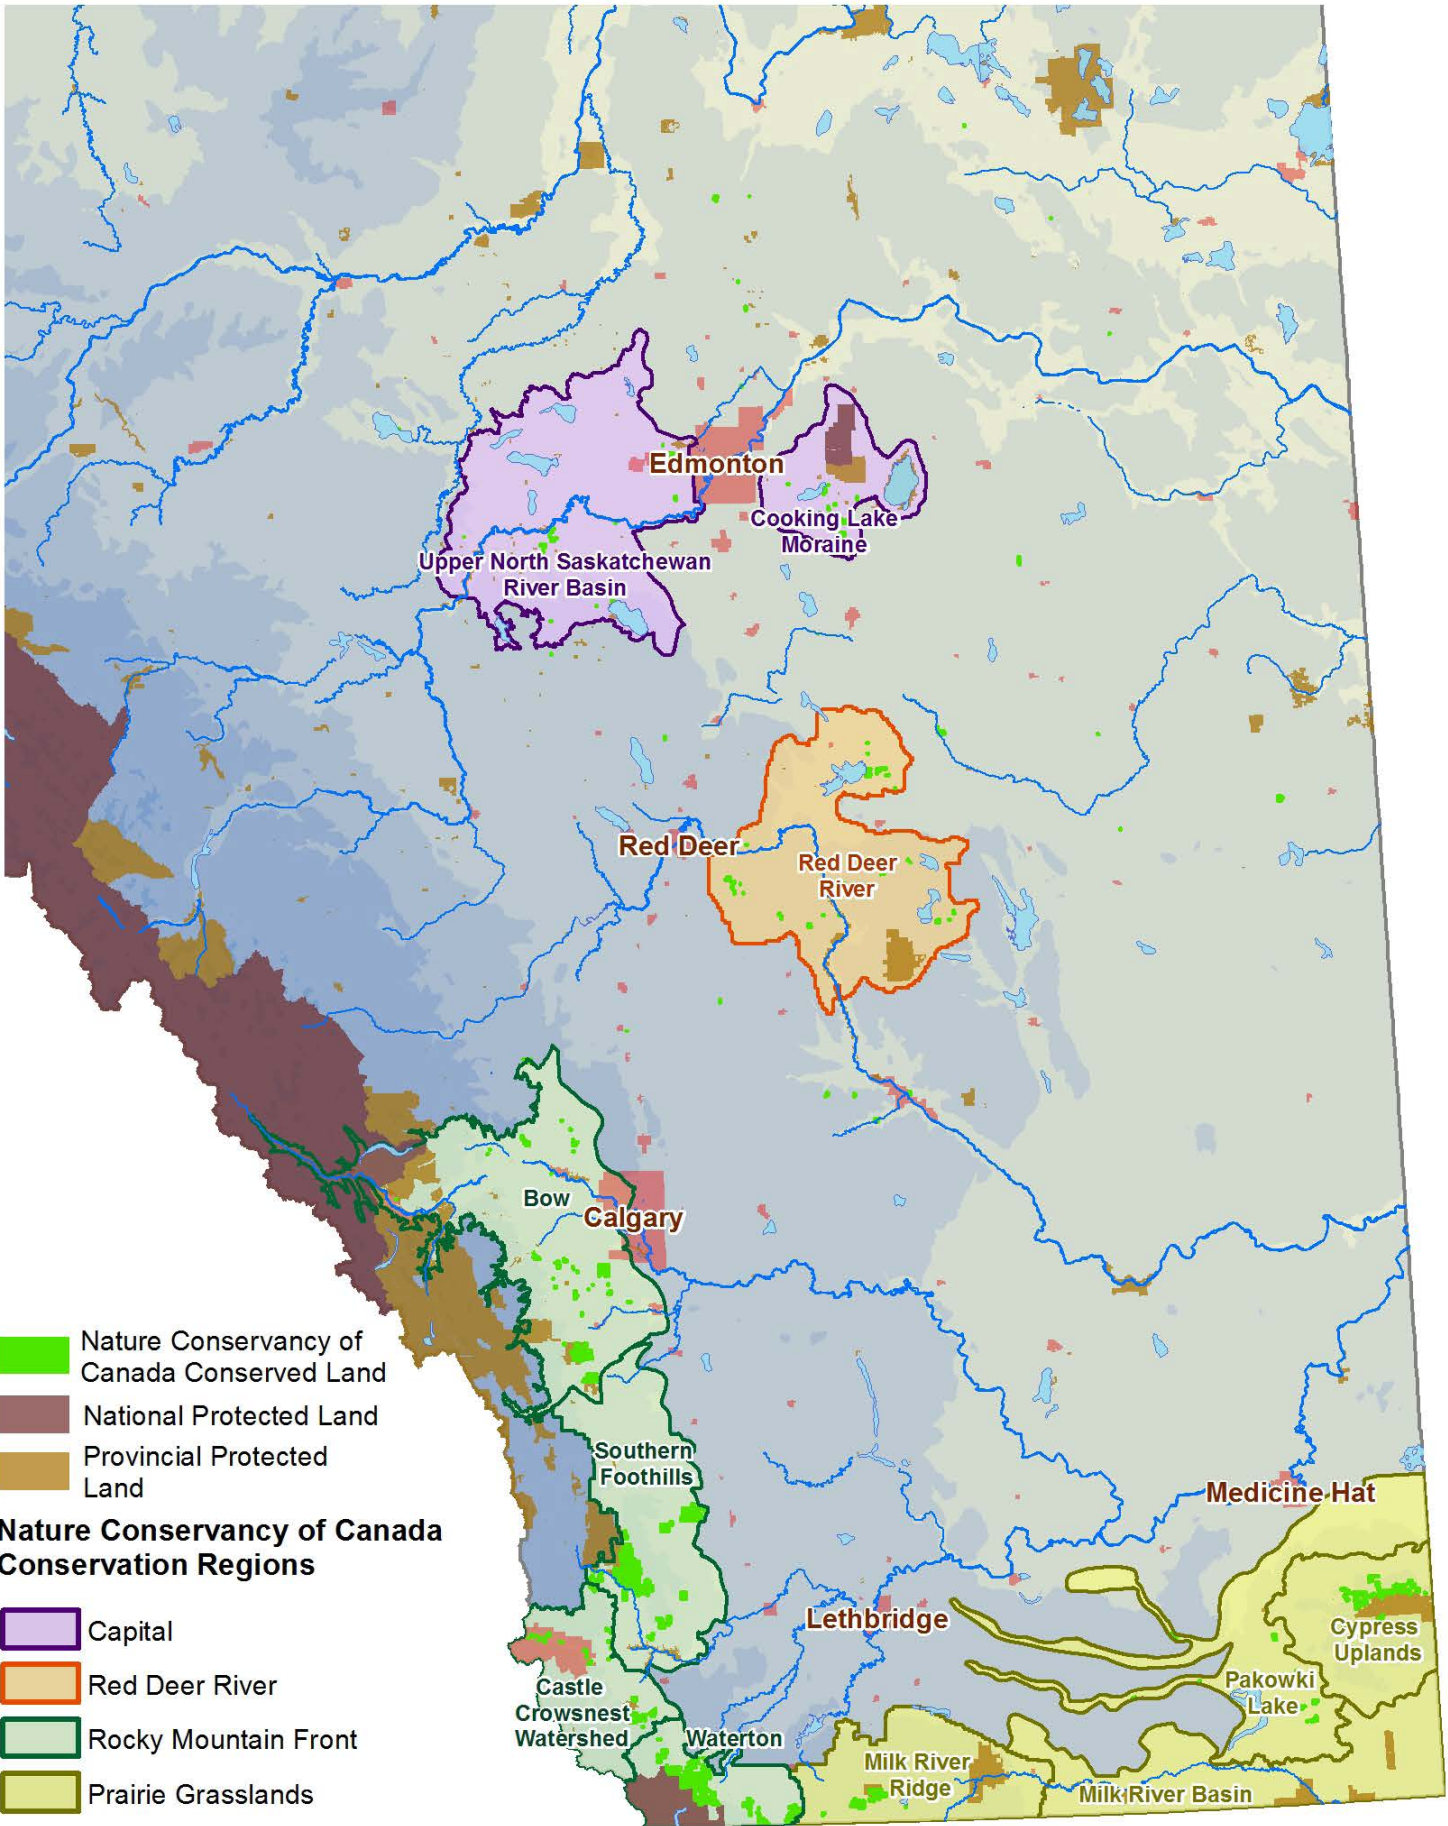 Edmonton
Cooking Lake
Moraine
Upper North Saskatchewan
River Basin
Red Deer
Red Deer
River
Bow
Calgary
Nature Conservancy of
Canada Conserved Land
National Protected Land
Provincial Protected
Land
Nature Conservancy of Canada
Conservation Regions
Capital
Red Deer River
Rocky Mountain Front
Prairie Grasslands
Southern
Foothills
Medicine Hat
Lethbridge
Cypress
Uplands
Pakowki
Lake
Castle
Crowsnest
Watershed
Waterton
Milk River
Ridge
Milk River Basin